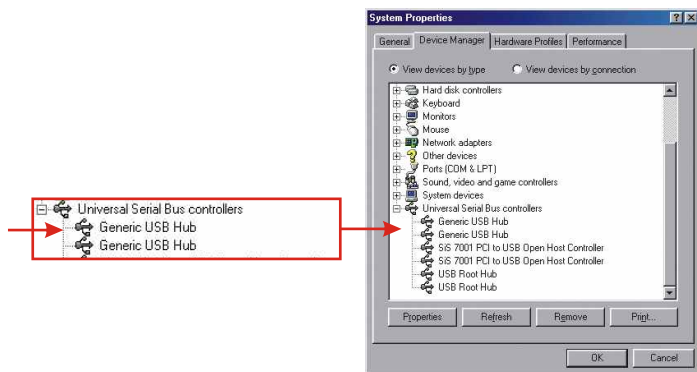 System Properties
General Device Manager Hardware Profiles Performance
View devices by type View devices by connection
Hard disk controllers
Keyboard
Monitors
Mouse
Network adapters
Other devices
Ports (COM & LPT)
Sound, video and game controllers
System devices
Universal Serial Bus controllers
Generic USB Hub
Generic USB Hub
SiS 7001 PCI to USB Open Host Controller
SiS 7001 PCI to USB Open Host Controller
USB Root Hub
USB Root Hub
Properties Refresh Remove Print...
OK Cancel
Universal Serial Bus controllers
Generic USB Hub
Generic USB Hub